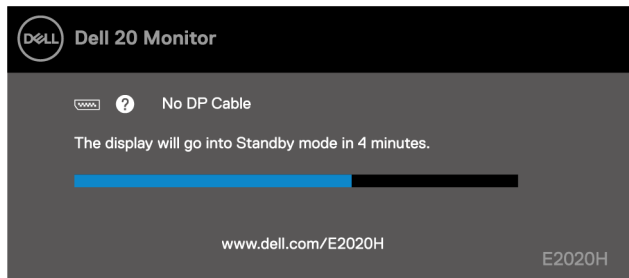 DELL Dell 20 Monitor
? No DP Cable
The display will go into Standby mode in 4 minutes.
www.dell.com/E2020H
E2020H